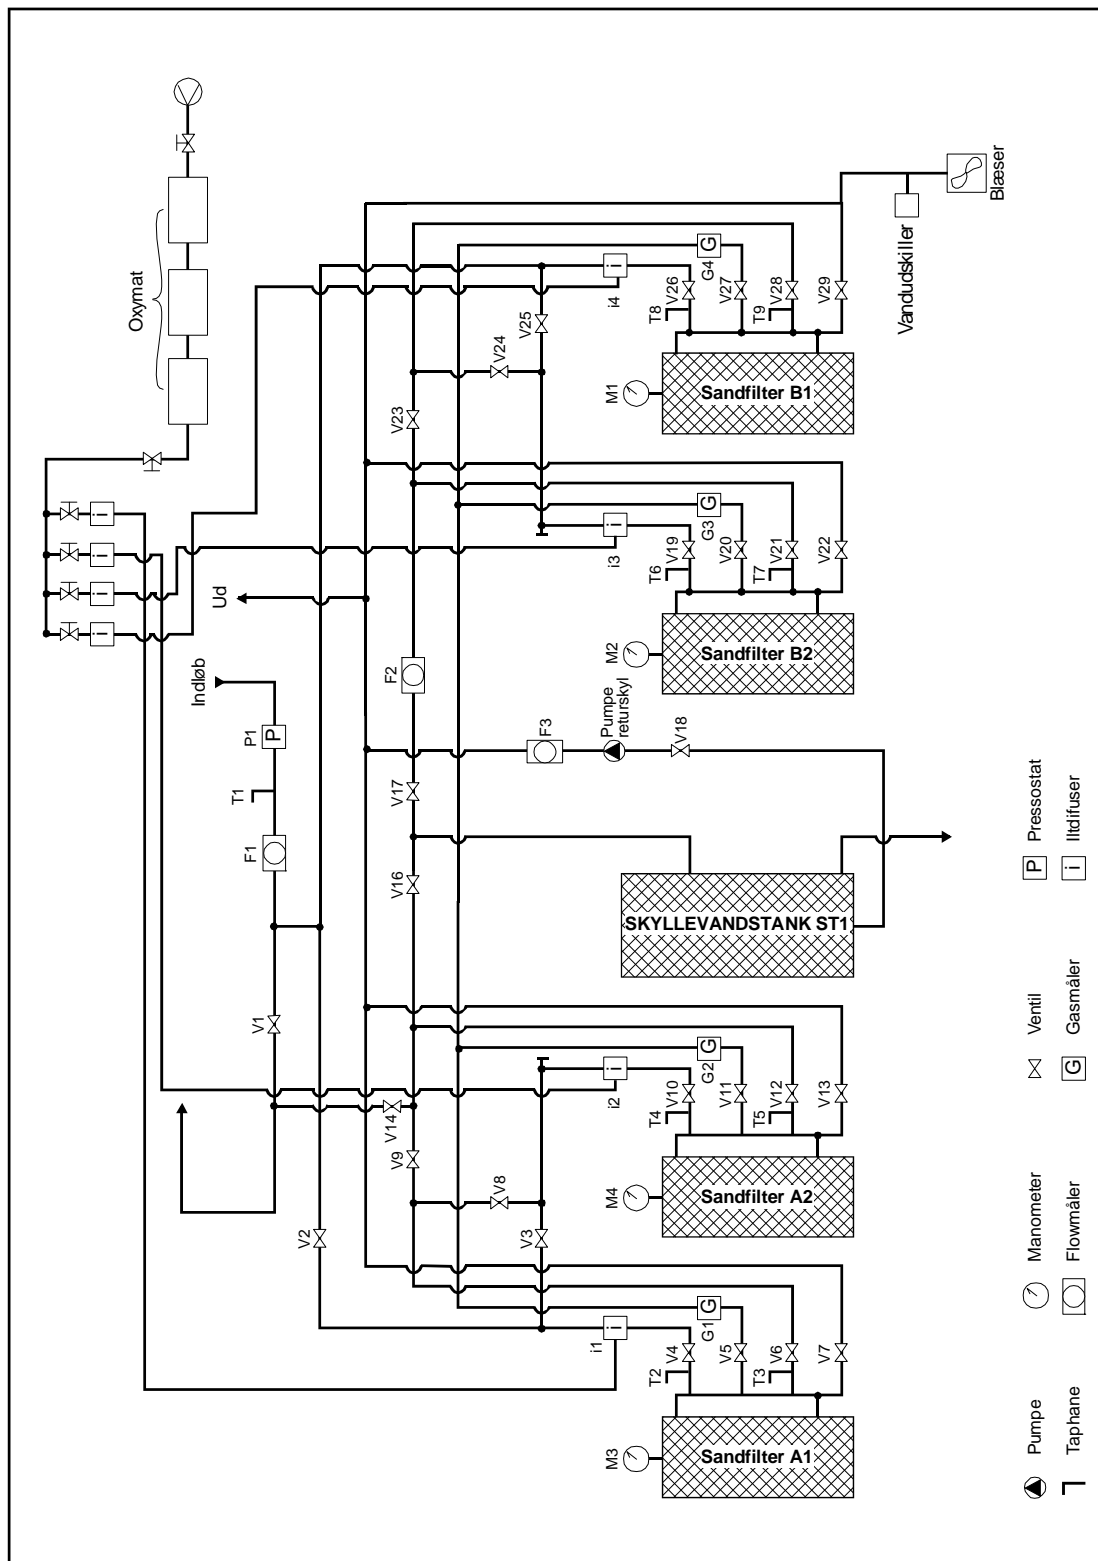 Oxymat
Ud
Indløb
P1
P
T1
F1
V1
V2
i
i
i
i
F2
V23
V24
V25
V17
V16
V14
V9
V8
V3
F3
Pumpe
returskyl
V18
i
i4
T8
V26
G
G4
V27
T9
V28
V29
M1
Sandfilter B1
Vandudskiller
Blæser
i
i3
T6
V19
G
G3
V20
T7
V21
V22
M2
Sandfilter B2
SKYLLEVANDSTANK ST1
i
i2
T4
V10
G
G2
V11
T5
V12
V13
M4
Sandfilter A2
i
i1
T2
V4
G
G1
V5
T3
V6
V7
M3
Sandfilter A1
Pumpe
Manometer
Ventil
P Pressostat
Taphane
Flowmåler
G Gasmåler
i Iltdifuser